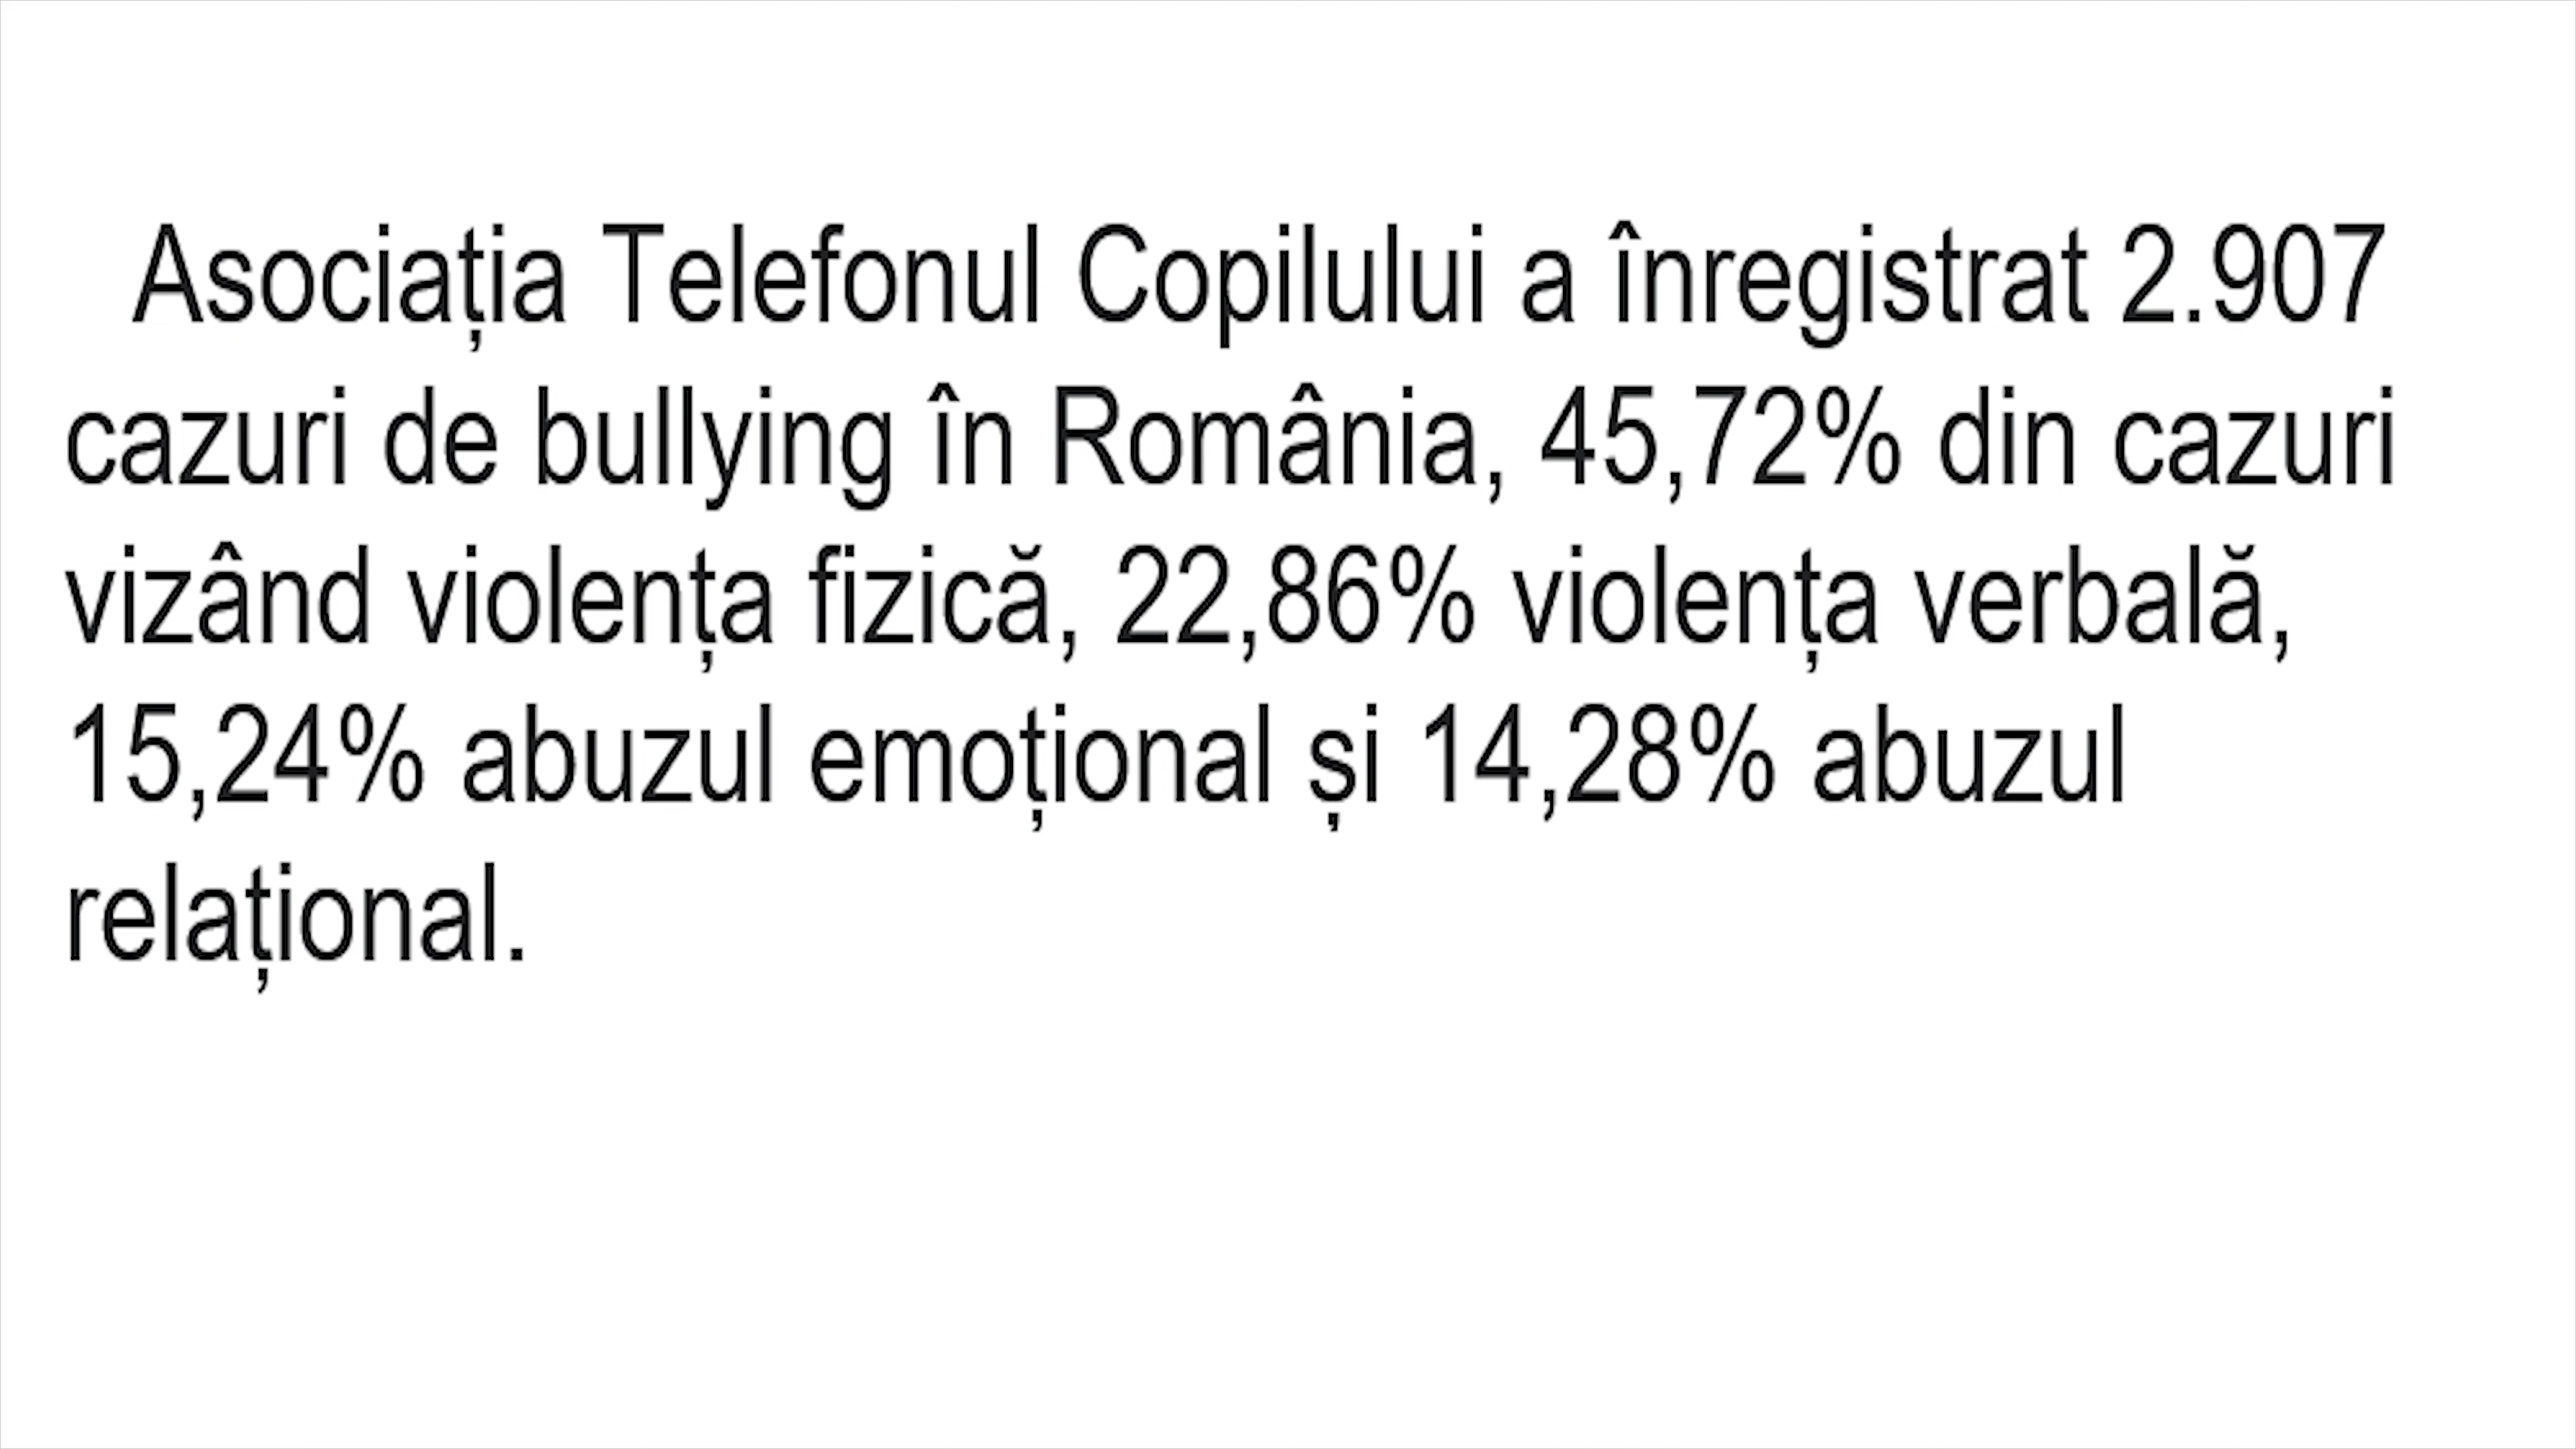 Asociația Telefonul Copilului a înregistrat 2.907
cazuri de bullying în România, 45,72% din cazuri
vizând violența fizică, 22,86% violența verbală,
15,24% abuzul emoțional și 14,28% abuzul
relațional.